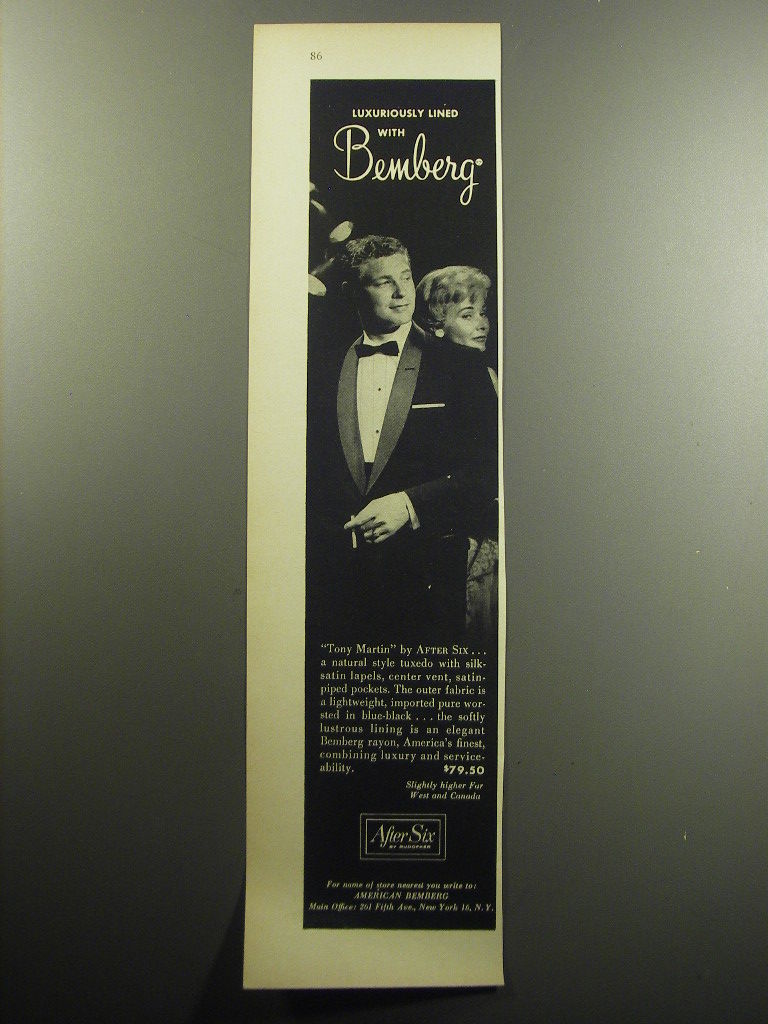 86
LUXURIOUSLY LINED
WITH
Bemberg®
"Tony Martin" by AFTER SIX...
a natural style tuxedo with silk-
satin lapels, center vent, satin-
piped pockets. The outer fabric is
a lightweight, imported pure wor-
sted in blue-black... the softly
lustrous lining is an elegant
Bemberg rayon, America's finest,
combining luxury and service-
ability. $79.50
Slightly higher Far
West and Canada
After Six
BY RUDOFKER
For name of store nearest you write to:
AMERICAN BEMBERG
Main Office: 261 Fifth Ave., New York 16, N. Y.